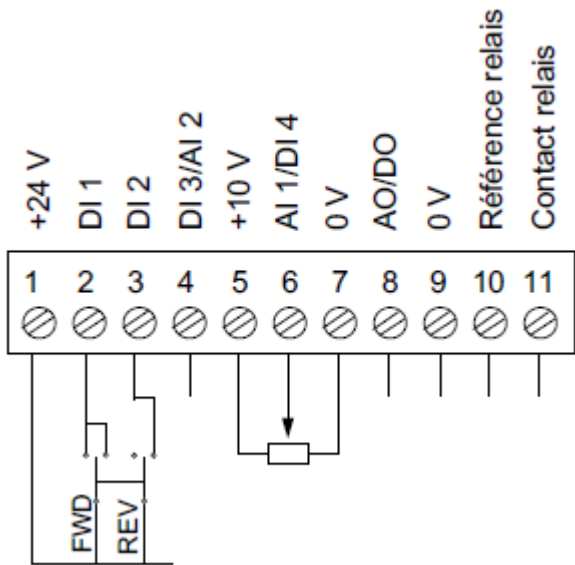 +24 V
DI 1
DI 2
DI 3/AI 2
+10 V
AI 1/DI 4
0 V
AO/DO
0 V
Référence relais
Contact relais
1 2 3 4 5 6 7 8 9 10 11
FWD
REV